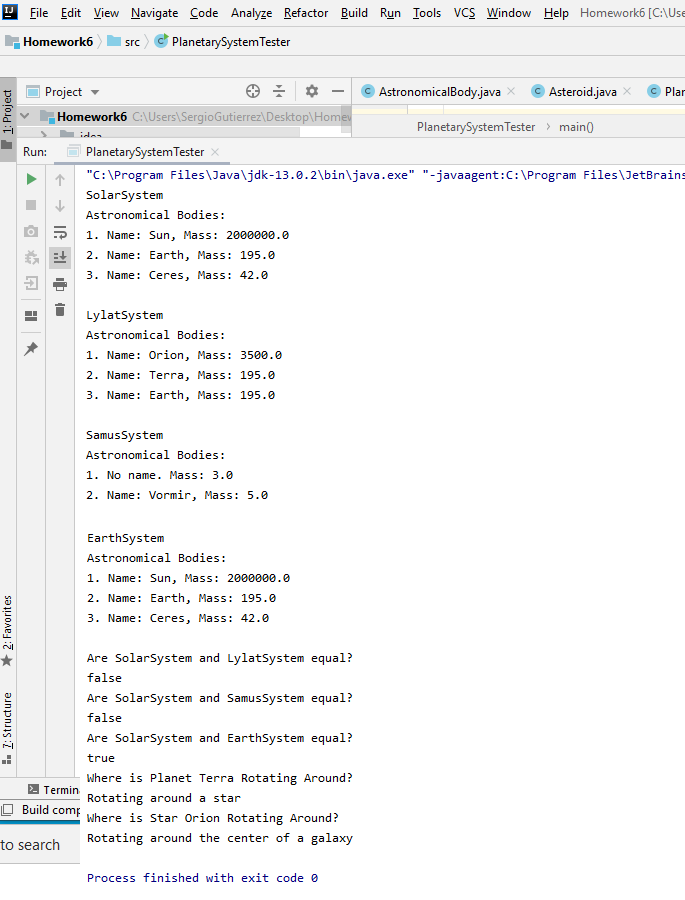 File Edit View Navigate Code Analyze Refactor Build Run Tools VCS Window Help Homework6 [C:\Use
Homework6 src PlanetarySystemTester
Project AstronomicalBody.java Asteroid.java Plan
1: Project
Homework6 C:\Users\SergioGutierrez\Desktop\Homew
idea
PlanetarySystemTester main()
Run: PlanetarySystemTester
"C:\Program Files\Java\jdk-13.0.2\bin\java.exe" "-javaagent:C:\Program Files\JetBrains
SolarSystem
Astronomical Bodies:
1. Name: Sun, Mass: 2000000.0
2. Name: Earth, Mass: 195.0
3. Name: Ceres, Mass: 42.0
LylatSystem
Astronomical Bodies:
1. Name: Orion, Mass: 3500.0
2. Name: Terra, Mass: 195.0
3. Name: Earth, Mass: 195.0
SamusSystem
Astronomical Bodies:
1. No name. Mass: 3.0
2. Name: Vormir, Mass: 5.0
EarthSystem
Astronomical Bodies:
1. Name: Sun, Mass: 2000000.0
2. Name: Earth, Mass: 195.0
3. Name: Ceres, Mass: 42.0
Are SolarSystem and LylatSystem equal?
false
Are SolarSystem and SamusSystem equal?
false
Are SolarSystem and EarthSystem equal?
true
Where is Planet Terra Rotating Around?
Rotating around a star
Where is Star Orion Rotating Around?
Rotating around the center of a galaxy
Process finished with exit code 0
2: Favorites
7: Structure
Termina
Build comp
to search